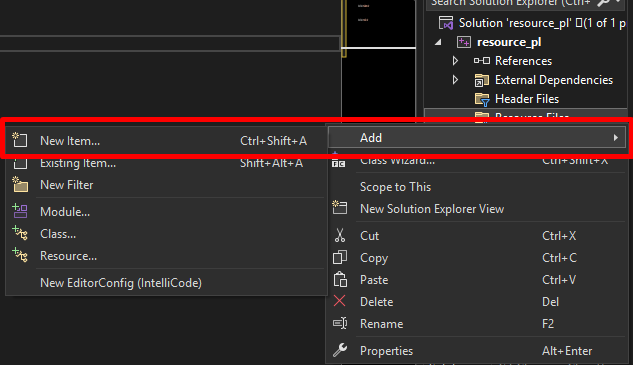 Search Solution Explorer (Ctrl+
Solution 'resource_pl' (1 of 1 p
resource_pl
References
External Dependencies
Header Files
Resource Files
New Item... Ctrl+Shift+A
Existing Item... Shift+Alt+A
New Filter
Module...
Class...
Resource...
New EditorConfig (IntelliCode)
Add
Class Wizard... Ctrl+Shift+X
Scope to This
New Solution Explorer View
Cut Ctrl+X
Copy Ctrl+C
Paste Ctrl+V
Delete Del
Rename F2
Properties Alt+Enter